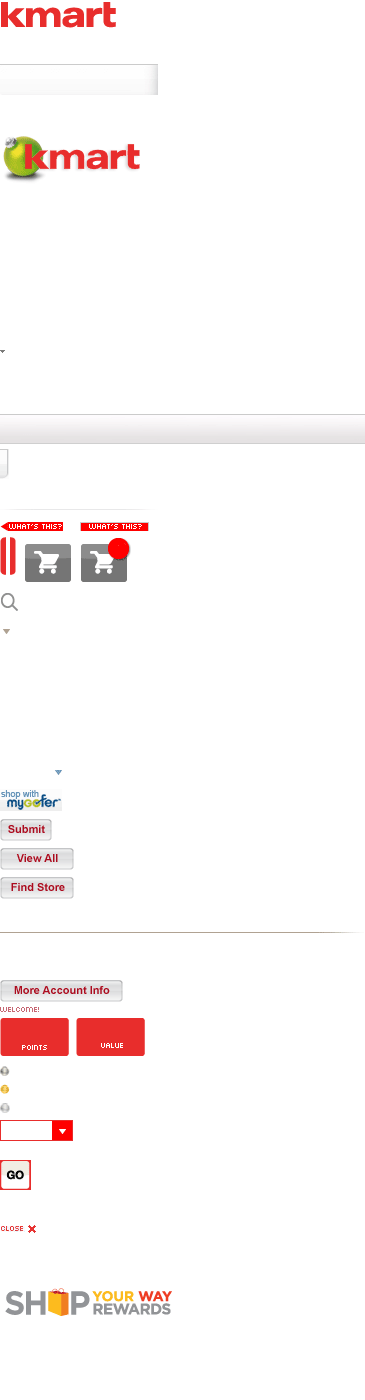 kmart
kmart
WHAT'S THIS? WHAT'S THIS?
shop with
mygofer
Submit
View All
Find Store
More Account Info
WELCOME!
POINTS VALUE
GO
CLOSE
SHOP YOUR WAY
REWARDS